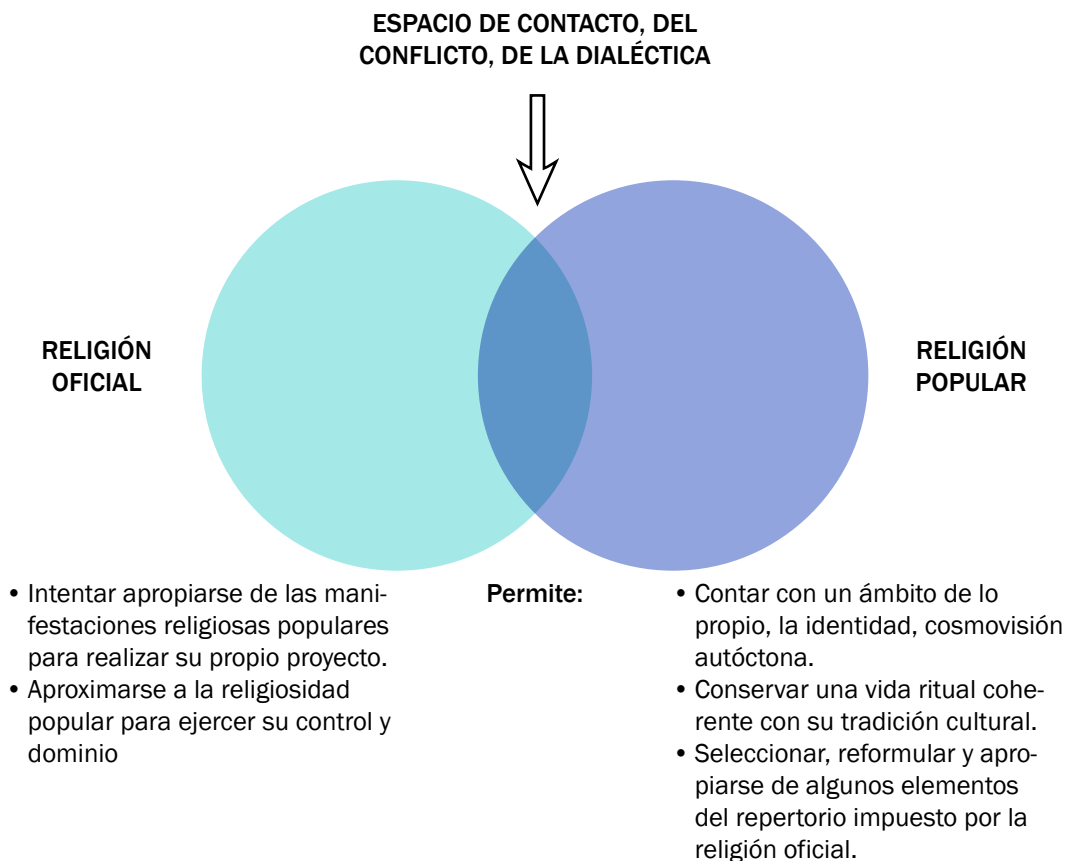 ESPACIO DE CONTACTO, DEL
CONFLICTO, DE LA DIALÉCTICA
RELIGIÓN
OFICIAL
RELIGIÓN
POPULAR
• Intentar apropiarse de las mani-
festaciones religiosas populares
para realizar su propio proyecto.
• Aproximarse a la religiosidad
popular para ejercer su control y
dominio
Permite:
• Contar con un ámbito de lo
propio, la identidad, cosmovisión
autóctona.
• Conservar una vida ritual cohe-
rente con su tradición cultural.
• Seleccionar, reformular y apro-
piarse de algunos elementos
del repertorio impuesto por la
religión oficial.